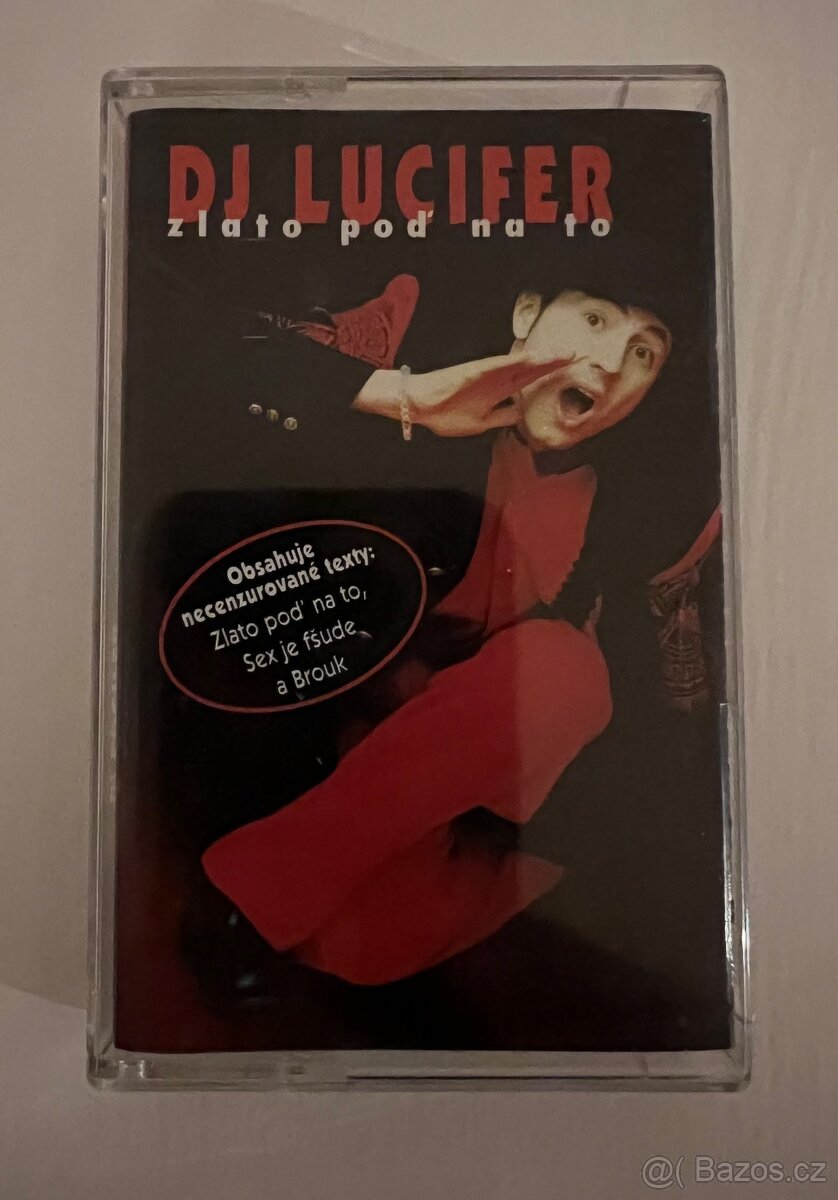 DJ LUCIFER
zlato poď na to
Obsahuje
necenzurované texty:
Zlato poď na to,
Sex je fšude
a Brouk
@( Bazos.cz